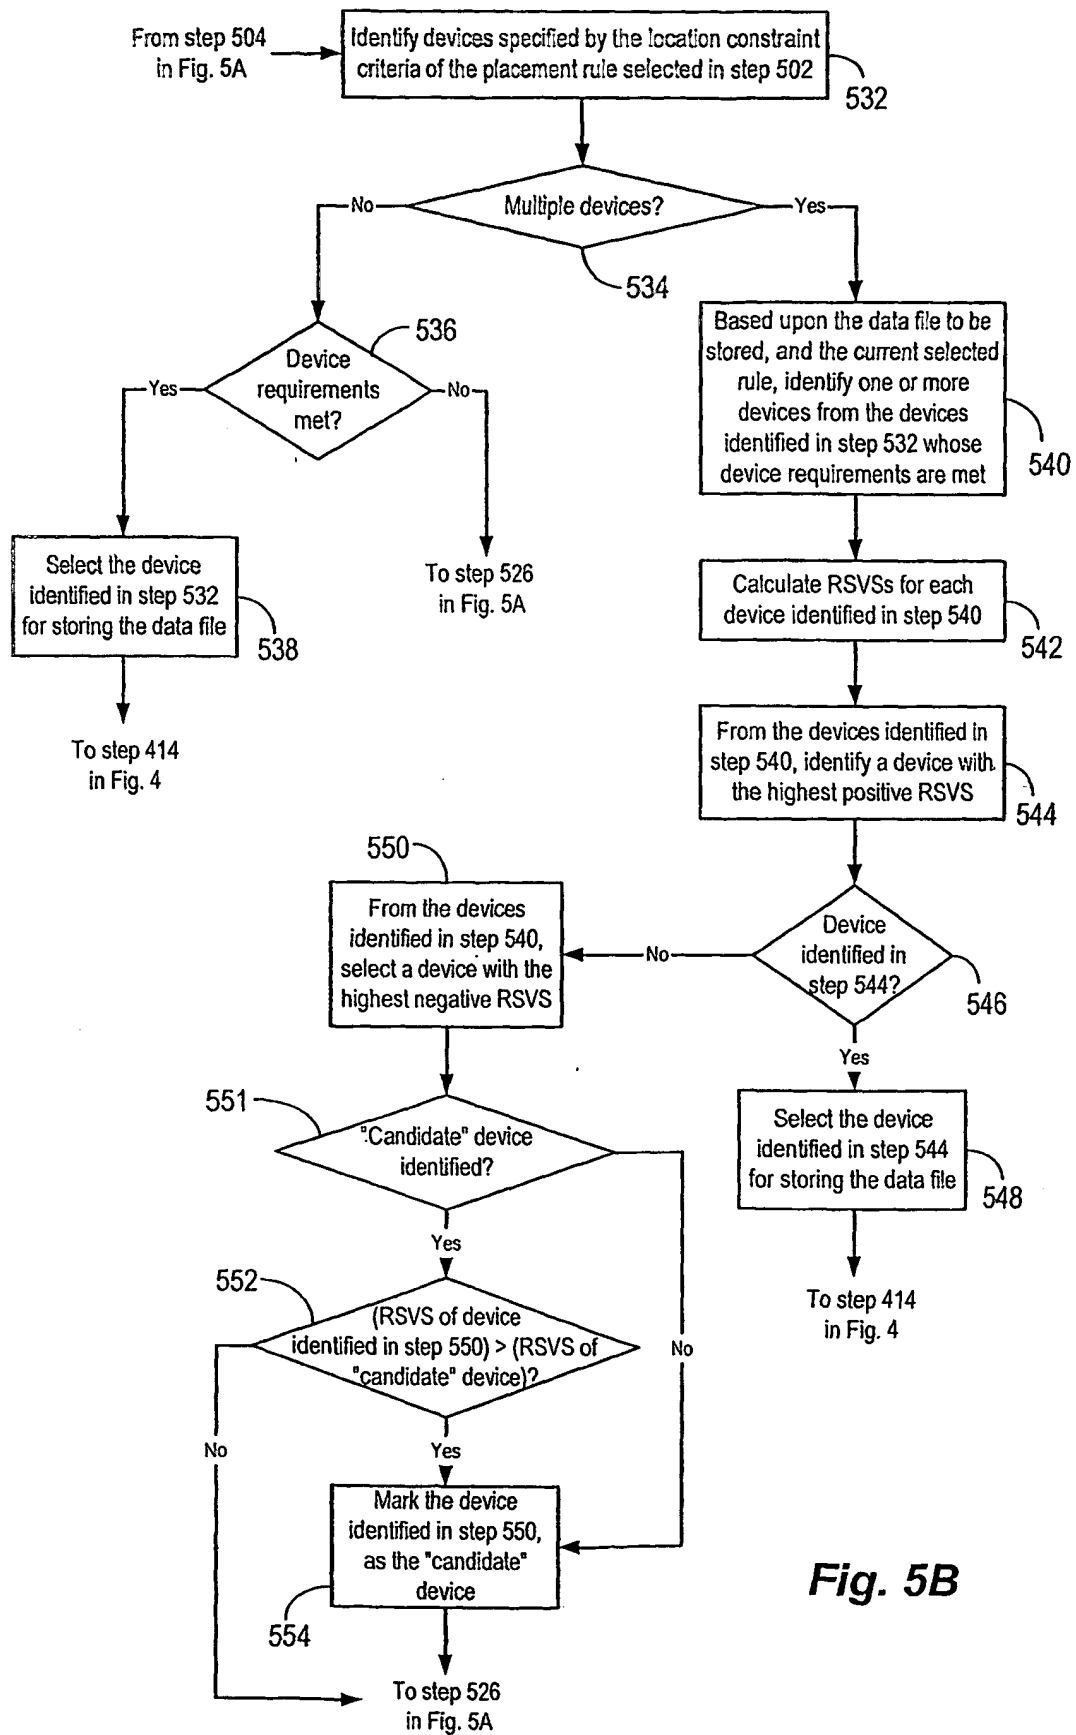 From step 504
in Fig. 5A
Identify devices specified by the location constraint
criteria of the placement rule selected in step 502
532
Multiple devices?
No
Yes
534
Device
requirements
met?
536
Yes
No
Based upon the data file to be
stored, and the current selected
rule, identify one or more
devices from the devices
identified in step 532 whose
device requirements are met
540
Select the device
identified in step 532
for storing the data file
538
To step 526
in Fig. 5A
Calculate RSVSs for each
device identified in step 540
542
To step 414
in Fig. 4
From the devices identified in
step 540, identify a device with
the highest positive RSVS
544
550
From the devices
identified in step 540,
select a device with the
highest negative RSVS
No
Device
identified in
step 544?
546
Yes
551
"Candidate" device
identified?
Select the device
identified in step 544
for storing the data file
548
Yes
552
(RSVS of device
identified in step 550) > (RSVS of
"candidate" device)?
No
To step 414
in Fig. 4
No
Yes
Mark the device
identified in step 550,
as the "candidate"
device
554
Fig. 5B
To step 526
in Fig. 5A